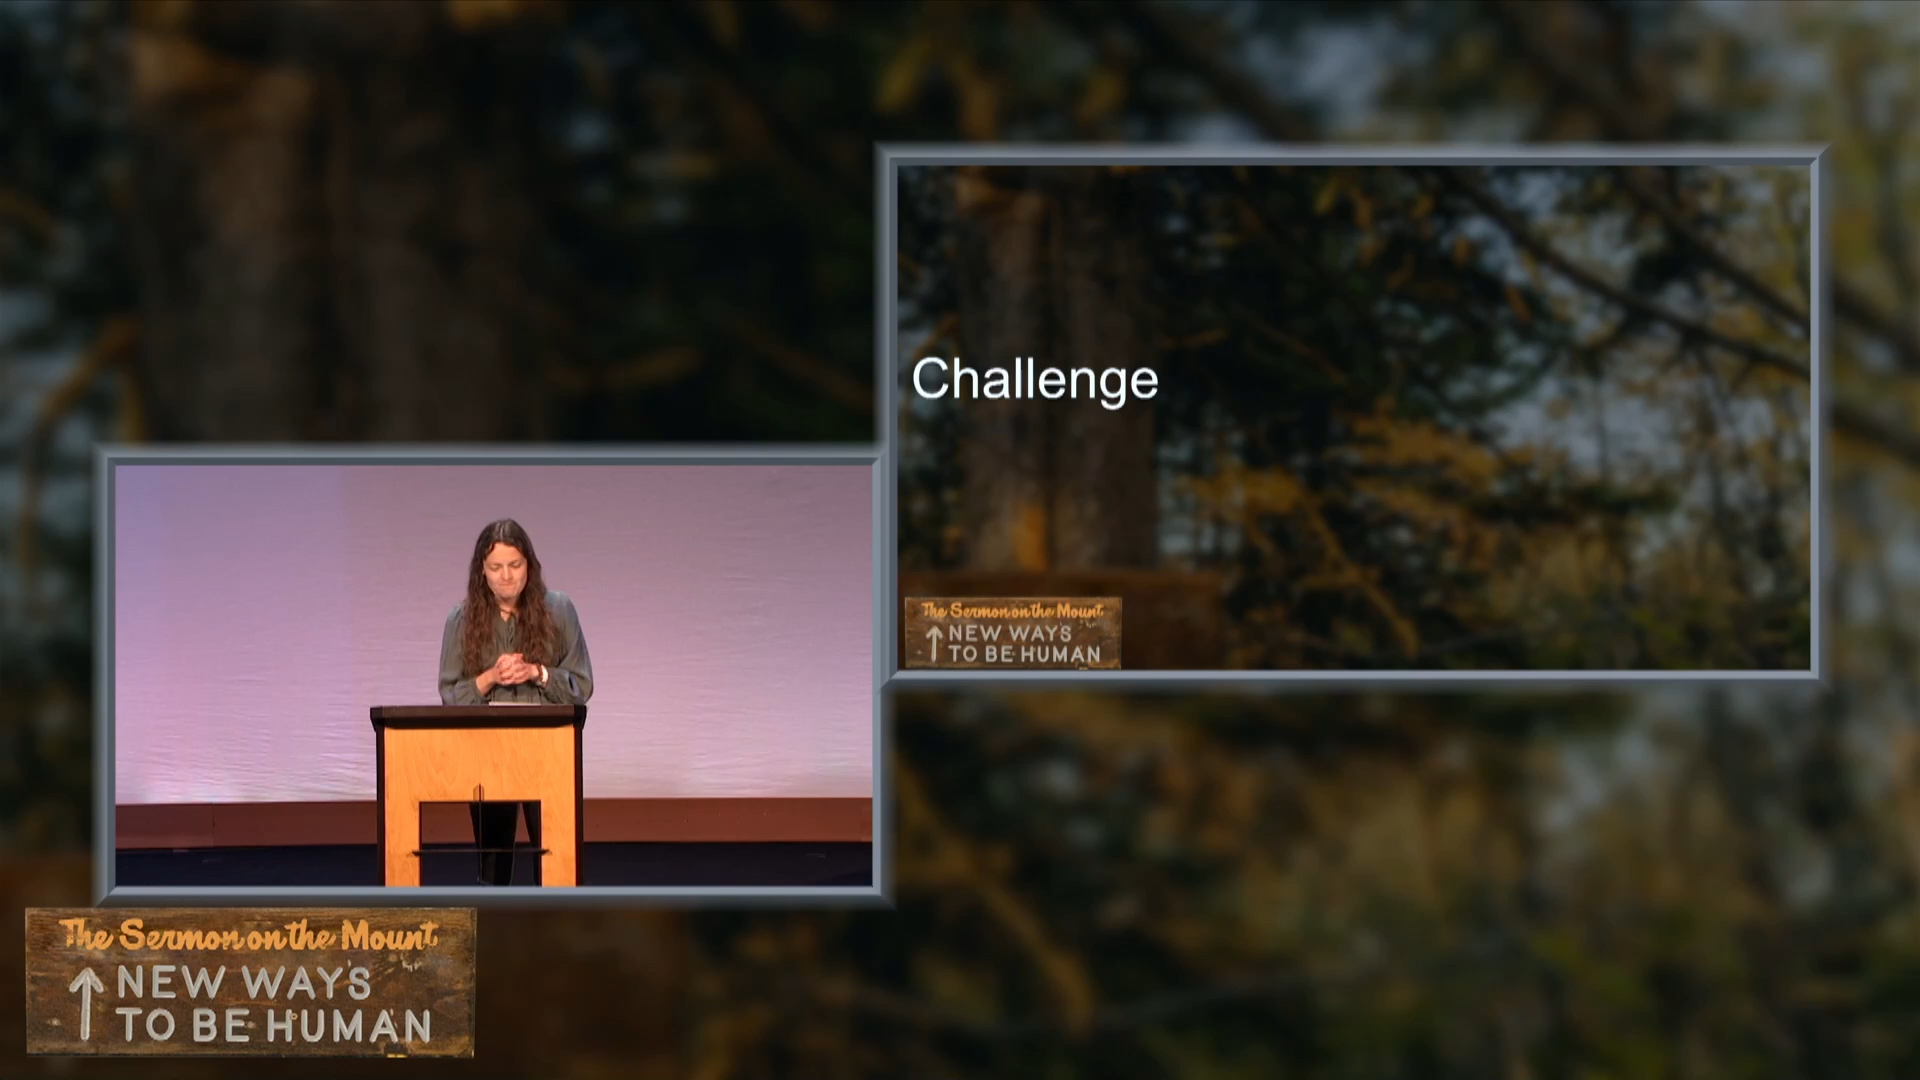 Challenge
The Sermon on the Mount
NEW WAYS
TO BE HUMAN
The Sermon on the Mount
NEW WAYS
TO BE HUMAN